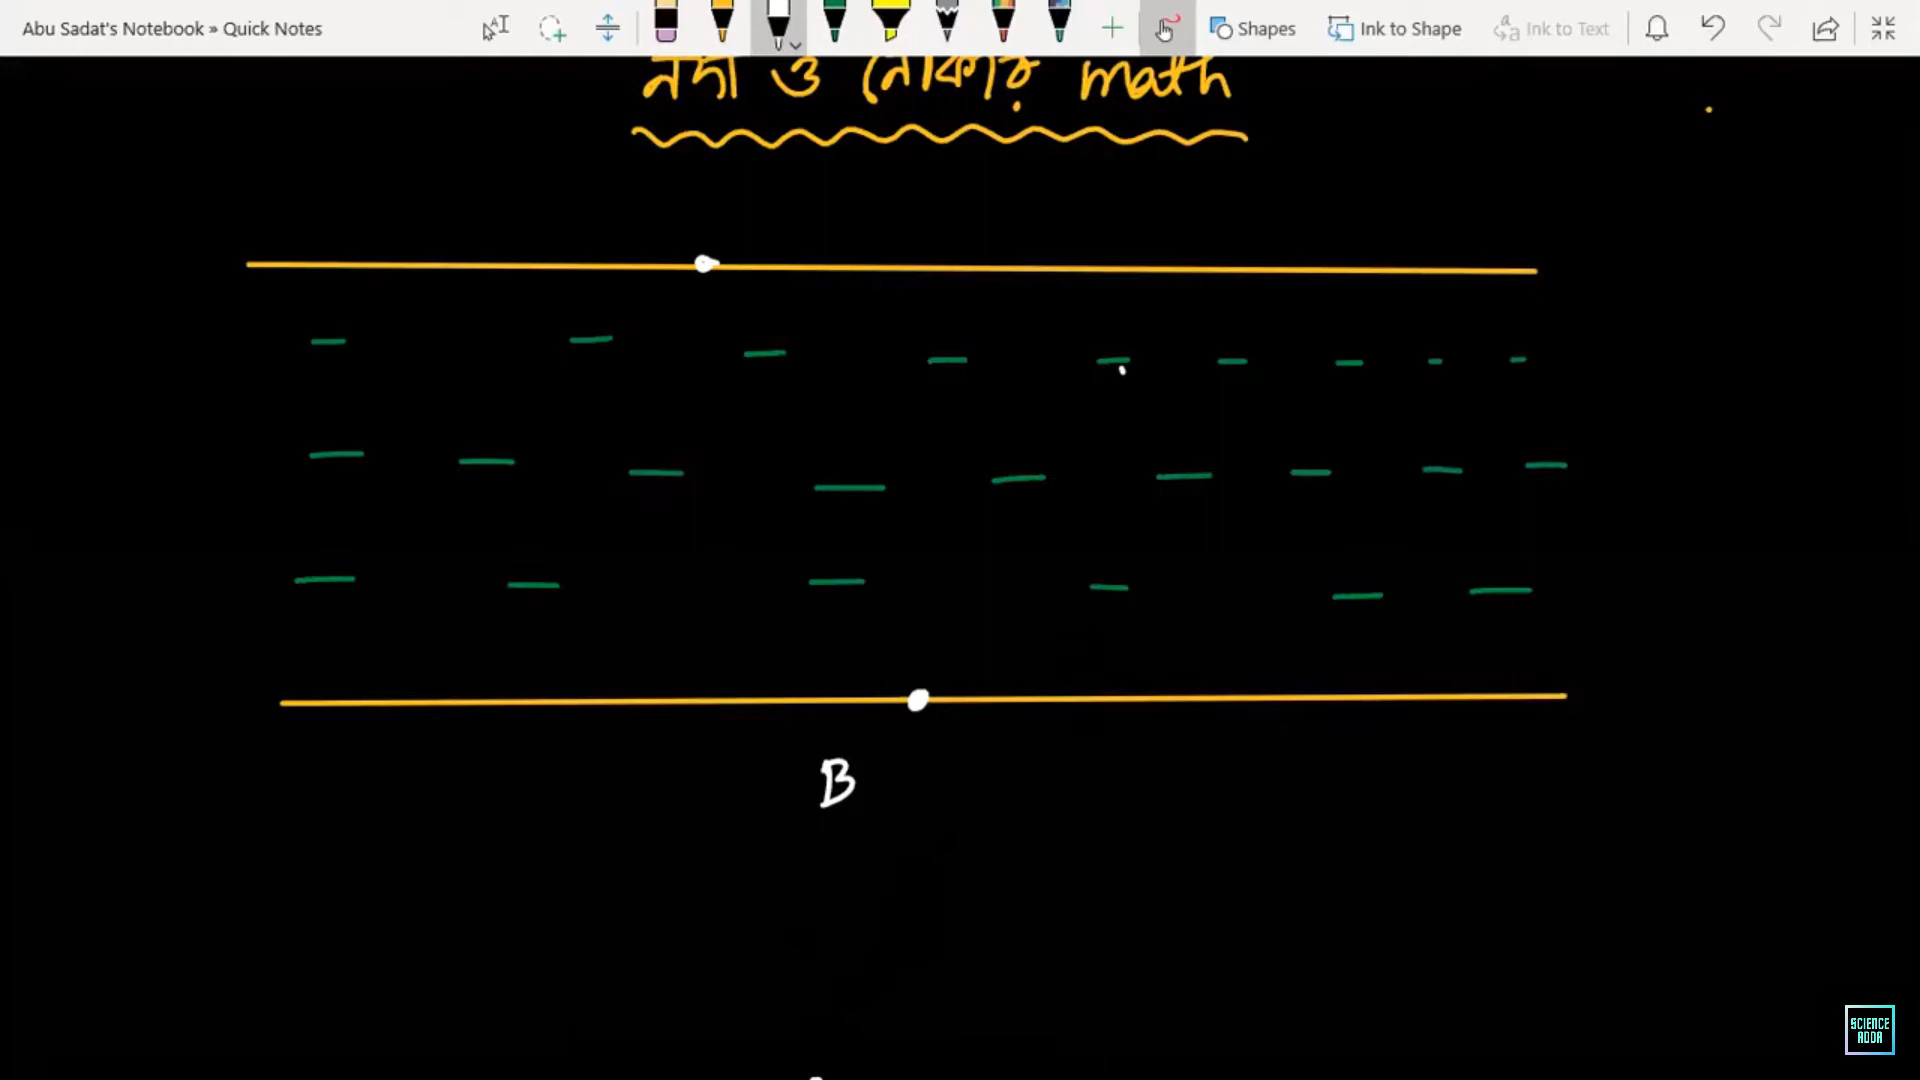 Abu Sadat's Notebook » Quick Notes
Shapes
Ink to Shape
Ink to Text
নদী ও নৌকার math
B
SCIENCE
ADDA